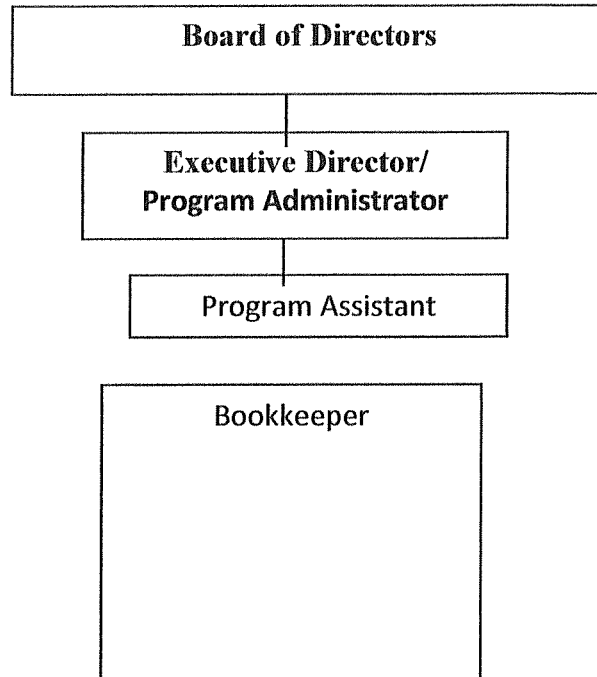 Board of Directors
Executive Director/
Program Administrator
Program Assistant
Bookkeeper